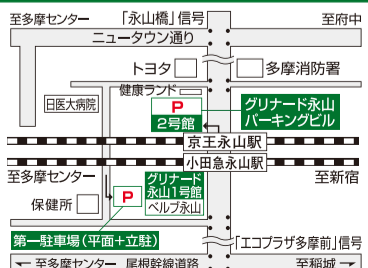 至多摩センター 「永山橋」信号 至府中
ニュータウン通り
トヨタ 多摩消防署
健康ランド
日医大病院
P
2号館
グリナード永山
パーキングビル
京王永山駅
小田急永山駅
至多摩センター 至新宿
グリナード
永山1号館
ベルブ永山
保健所
P
第一駐車場(平面+立駐)
「エコプラザ多摩前」信号
至多摩センター 尾根幹線道路 至稲城